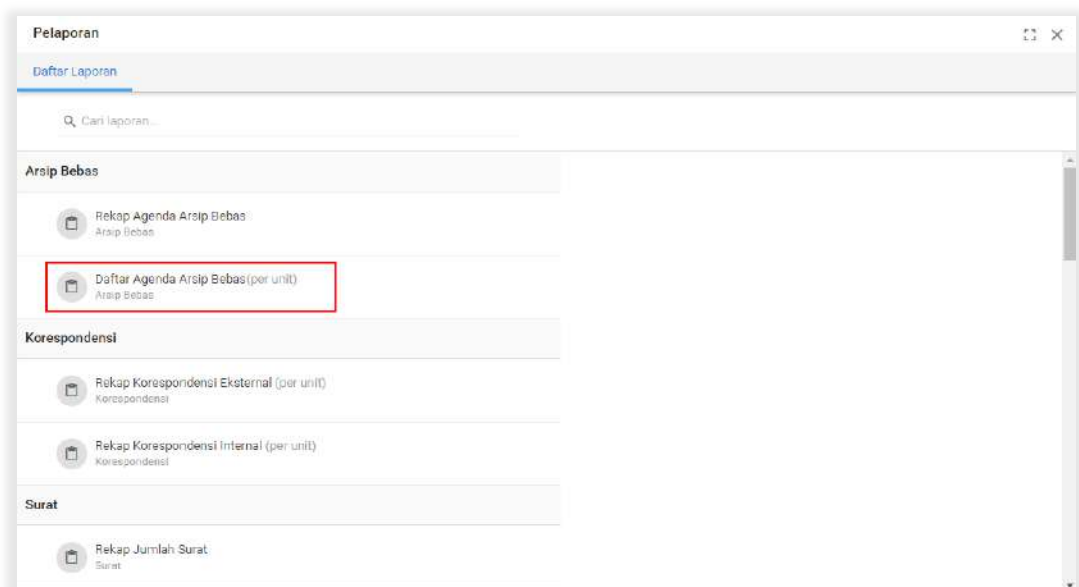 Pelaporan
Daftar Laporan
Cari laporan...
Arsip Bebas
Rekap Agenda Arsip Bebas
Arsip Bebas
Daftar Agenda Arsip Bebas(per unit)
Arsip Bebas
Korespondensi
Rekap Korespondensi Eksternal (per unit)
Korespondensi
Rekap Korespondensi Internal (per unit)
Korespondensi
Surat
Rekap Jumlah Surat
Surat